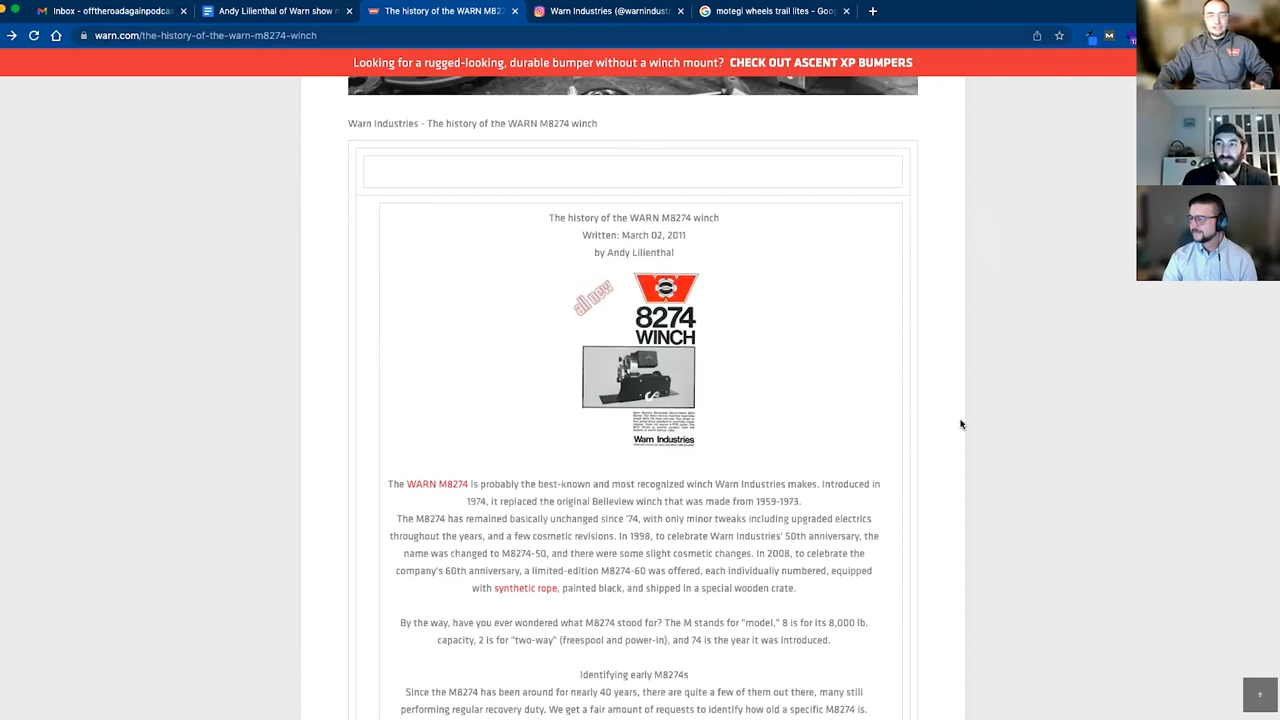 Inbox - offtheroadagainpodcas
Andy Lilienthal of Warn show n
The history of the WARN M827
Warn Industries (@warnindustr
motegi wheels trail lites - Goog
warn.com/the-history-of-the-warn-m8274-winch
Looking for a rugged-looking, durable bumper without a winch mount? CHECK OUT ASCENT XP BUMPERS
Warn Industries - The history of the WARN M8274 winch
The history of the WARN M8274 winch
Written: March 02, 2011
by Andy Lilienthal
all new
8274
WINCH
Warn Industries
The WARN M8274 is probably the best-known and most recognized winch Warn Industries makes. Introduced in
1974, it replaced the original Belleview winch that was made from 1959-1973.
The M8274 has remained basically unchanged since '74, with only minor tweaks including upgraded electrics
throughout the years, and a few cosmetic revisions. In 1998, to celebrate Warn Industries' 50th anniversary, the
name was changed to M8274-50, and there were some slight cosmetic changes. In 2008, to celebrate the
company's 60th anniversary, a limited-edition M8274-60 was offered, each individually numbered, equipped
with synthetic rope, painted black, and shipped in a special wooden crate.
By the way, have you ever wondered what M8274 stood for? The M stands for "model," 8 is for its 8,000 lb.
capacity, 2 is for "two-way" (freespool and power-in), and 74 is the year it was introduced.
Identifying early M8274s
Since the M8274 has been around for nearly 40 years, there are quite a few of them out there, many still
performing regular recovery duty. We get a fair amount of requests to identify how old a specific M8274 is.